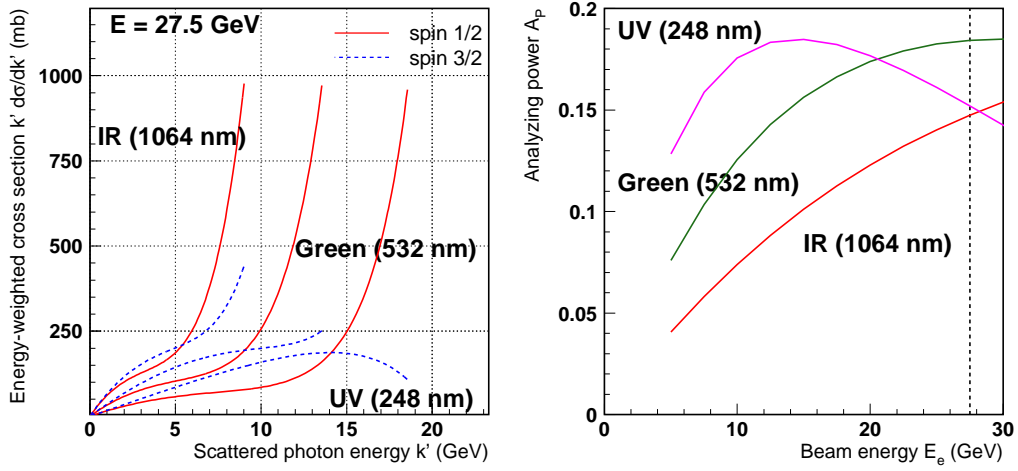 Energy-weighted cross section k' dσ/dk' (mb)
E = 27.5 GeV
spin 1/2
spin 3/2
1000
750
500
250
0
IR (1064 nm)
Green (532 nm)
UV (248 nm)
0 5 10 15 20
Scattered photon energy k' (GeV)
Analyzing power A_P
0.2
0.15
0.1
0.05
0
UV (248 nm)
Green (532 nm)
IR (1064 nm)
10 20 30
Beam energy E_e (GeV)